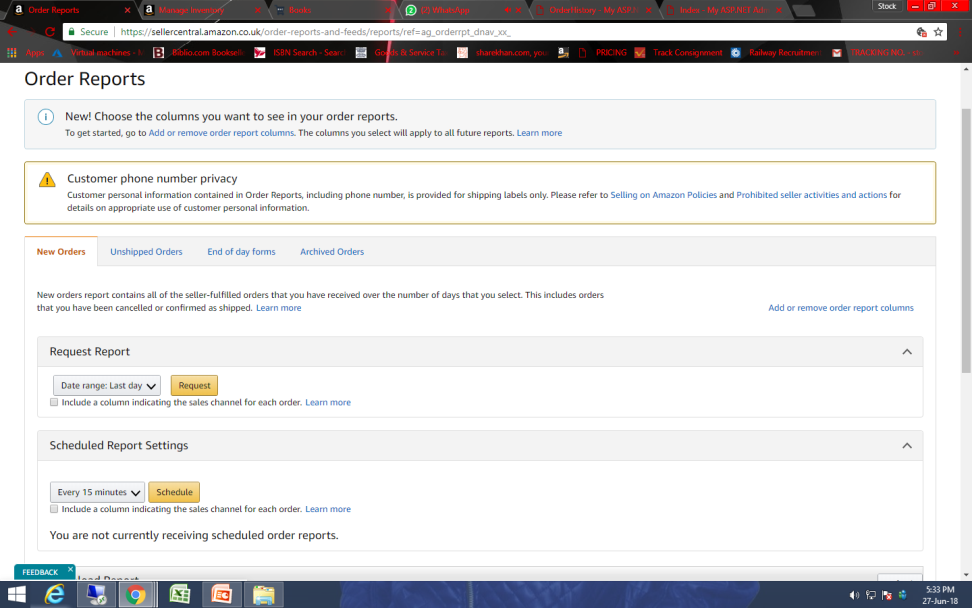 Order Reports
Manage Inventory
Books
WhatsApp
OrderHistory - My ASP.N
Index - My ASP.NET Ad
Stock
Secure
https://sellercentral.amazon.co.uk/order-reports-and-feeds/reports/ref=ag_orderrpt_dnav_xx_
Apps
Virtual machines -
Biblio.com Booksell
ISBN Search - Searc
Goods & Service Ta
sharekhan.com, you
PRICING
Track Consignment
Railway Recruitmen
TRACKING NCL -
Order Reports
New! Choose the columns you want to see in your order reports.
To get started, go to Add or remove order report columns. The columns you select will apply to all future reports. Learn more
Customer phone number privacy
Customer personal information contained in Order Reports, including phone number, is provided for shipping labels only. Please refer to Selling on Amazon Policies and Prohibited seller activities and actions for
details on appropriate use of customer personal information.
New Orders
Unshipped Orders
End of day forms
Archived Orders
New orders report contains all of the seller-fulfilled orders that you have received over the number of days that you select. This includes orders
that you have been cancelled or confirmed as shipped. Learn more
Add or remove order report columns
Request Report
Date range: Last day
Request
Include a column indicating the sales channel for each order. Learn more
Scheduled Report Settings
Every 15 minutes
Schedule
Include a column indicating the sales channel for each order. Learn more
You are not currently receiving scheduled order reports.
FEEDBACK
5:33 PM
27-Jun-18